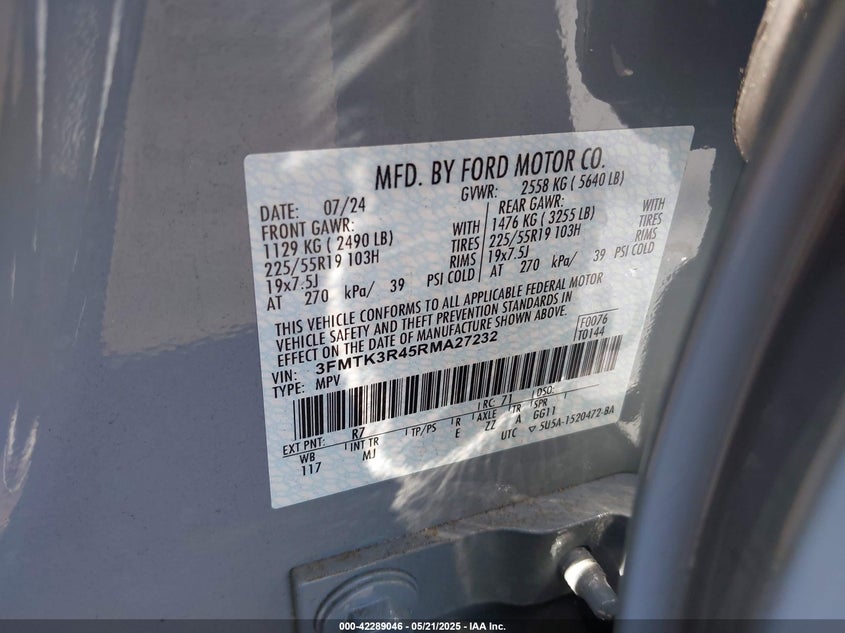 MFD. BY FORD MOTOR CO.
DATE: 07/24 GVWR: 2558 KG ( 5640 LB)
FRONT GAWR: WITH REAR GAWR: WITH
1129 KG ( 2490 LB) TIRES 1476 KG ( 3255 LB) TIRES
225/55R19 103H RIMS 225/55R19 103H RIMS
19x7.5J 19x7.5J
AT 270 kPa/ 39 PSI COLD AT 270 kPa/ 39 PSI COLD
THIS VEHICLE CONFORMS TO ALL APPLICABLE FEDERAL MOTOR
VEHICLE SAFETY AND THEFT PREVENTION STANDARDS IN
EFFECT ON THE DATE OF MANUFACTURE SHOWN ABOVE. F0076
VIN: 3FMTK3R45RMA27232 T0144
TYPE: MPV
EXT PNT: R7 RC: 71 DSO:
WB INT TR TP/PS R AXLE TR SPR
117 MJ E ZZ A GG11
UTC ▽ 5U5A-1520472-BA
000-42289046 - 05/21/2025 - IAA Inc.